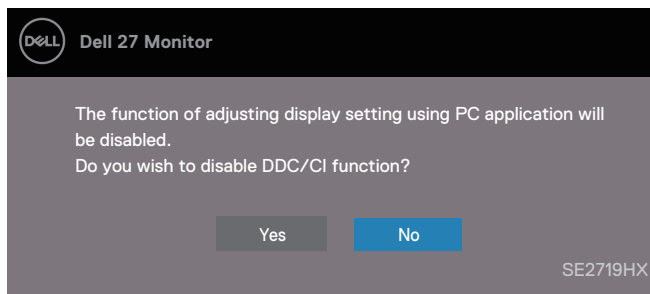 DELL
Dell 27 Monitor
The function of adjusting display setting using PC application will
be disabled.
Do you wish to disable DDC/CI function?
Yes No
SE2719HX